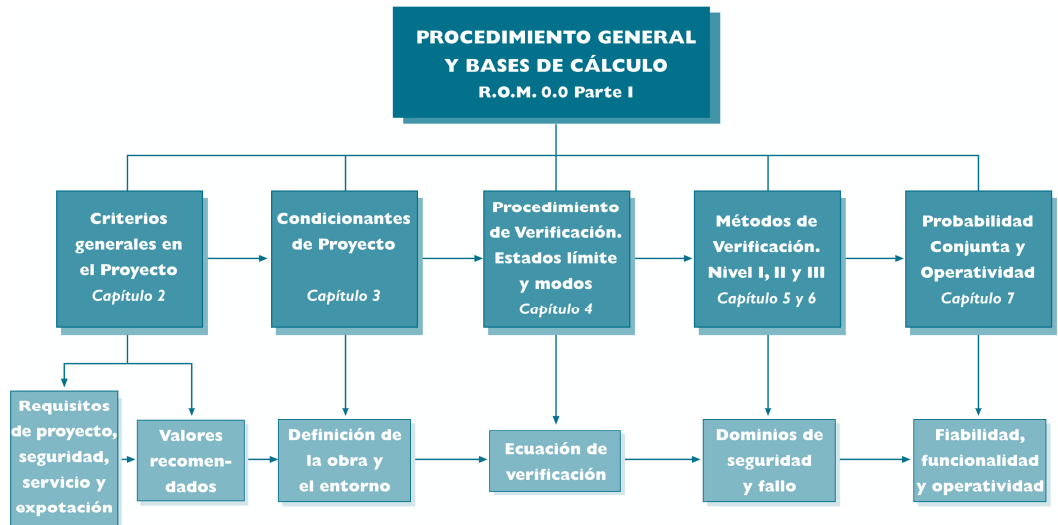 PROCEDIMIENTO GENERAL
Y BASES DE CÁLCULO
R.O.M. 0.0 Parte I
Criterios
generales en
el Proyecto
Capítulo 2
Condicionantes
de Proyecto
Capítulo 3
Procedimiento
de Verificación.
Estados límite
y modos
Capítulo 4
Métodos de
Verificación.
Nivel I, II y III
Capítulo 5 y 6
Probabilidad
Conjunta y
Operatividad
Capítulo 7
Requisitos
de proyecto,
seguridad,
servicio y
expotación
Valores
recomen-
dados
Definición de
la obra y
el entorno
Ecuación de
verificación
Dominios de
seguridad
y fallo
Fiabilidad,
funcionalidad
y operatividad